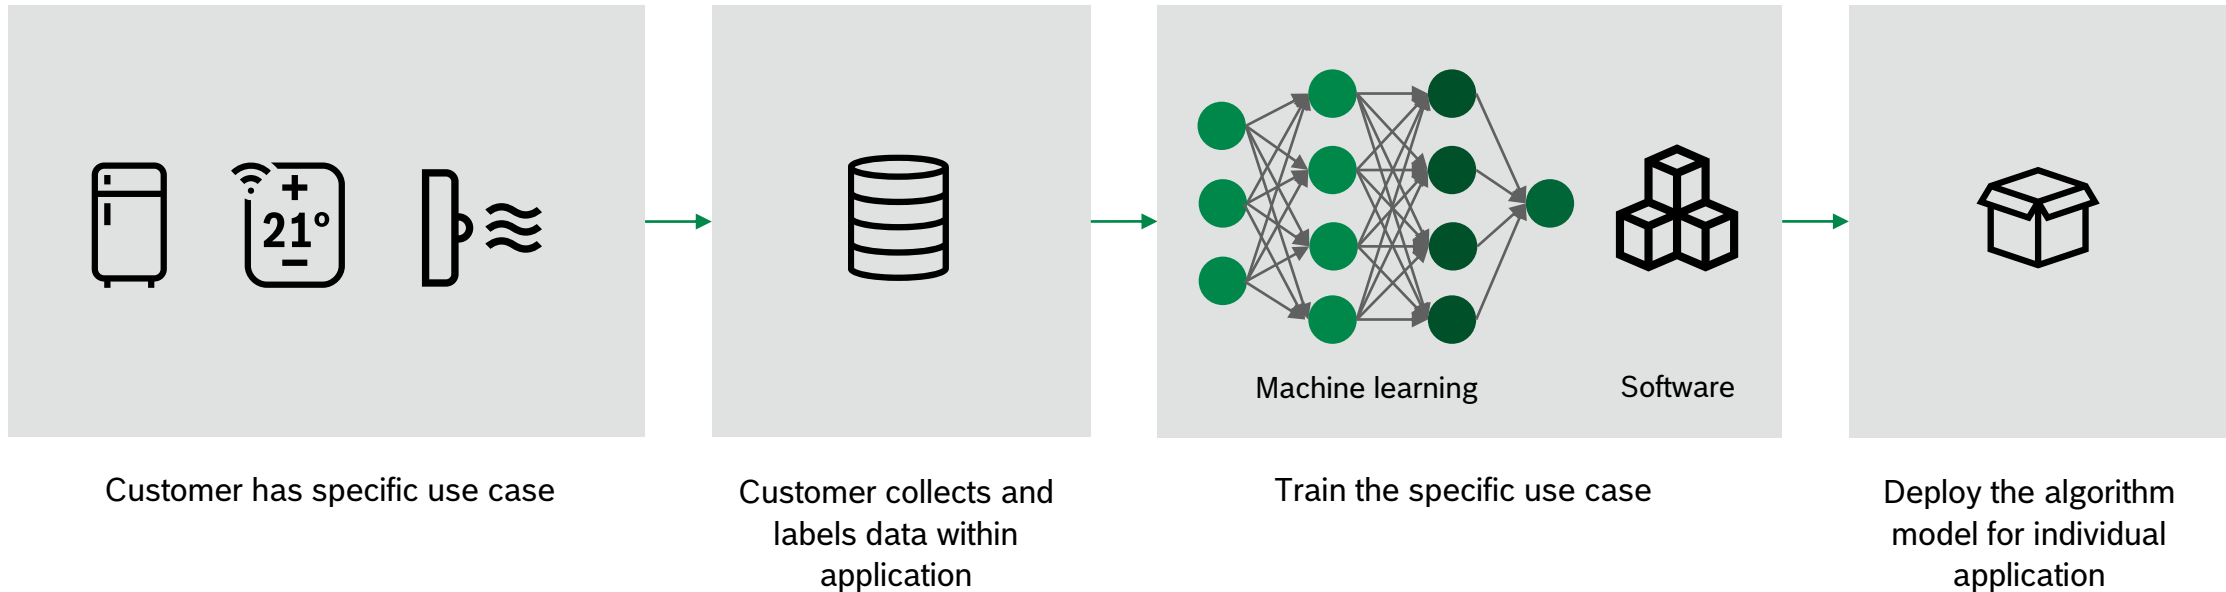 +
21°
−
Machine learning
Software
Customer has specific use case
Customer collects and
labels data within
application
Train the specific use case
Deploy the algorithm
model for individual
application